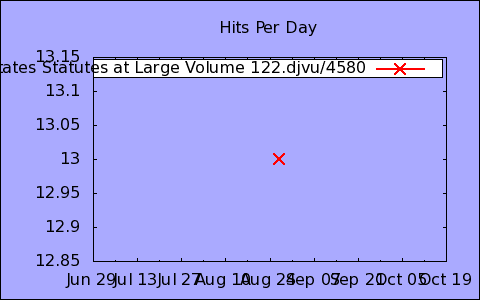 Hits Per Day
13.15
ates Statutes at Large Volume 122.djvu/4580
13.1
13.05
13
12.95
12.9
12.85
Jun 29 Jul 13 Jul 27 Aug 10 Aug 24 Sep 07 Sep 21 Oct 05 Oct 19